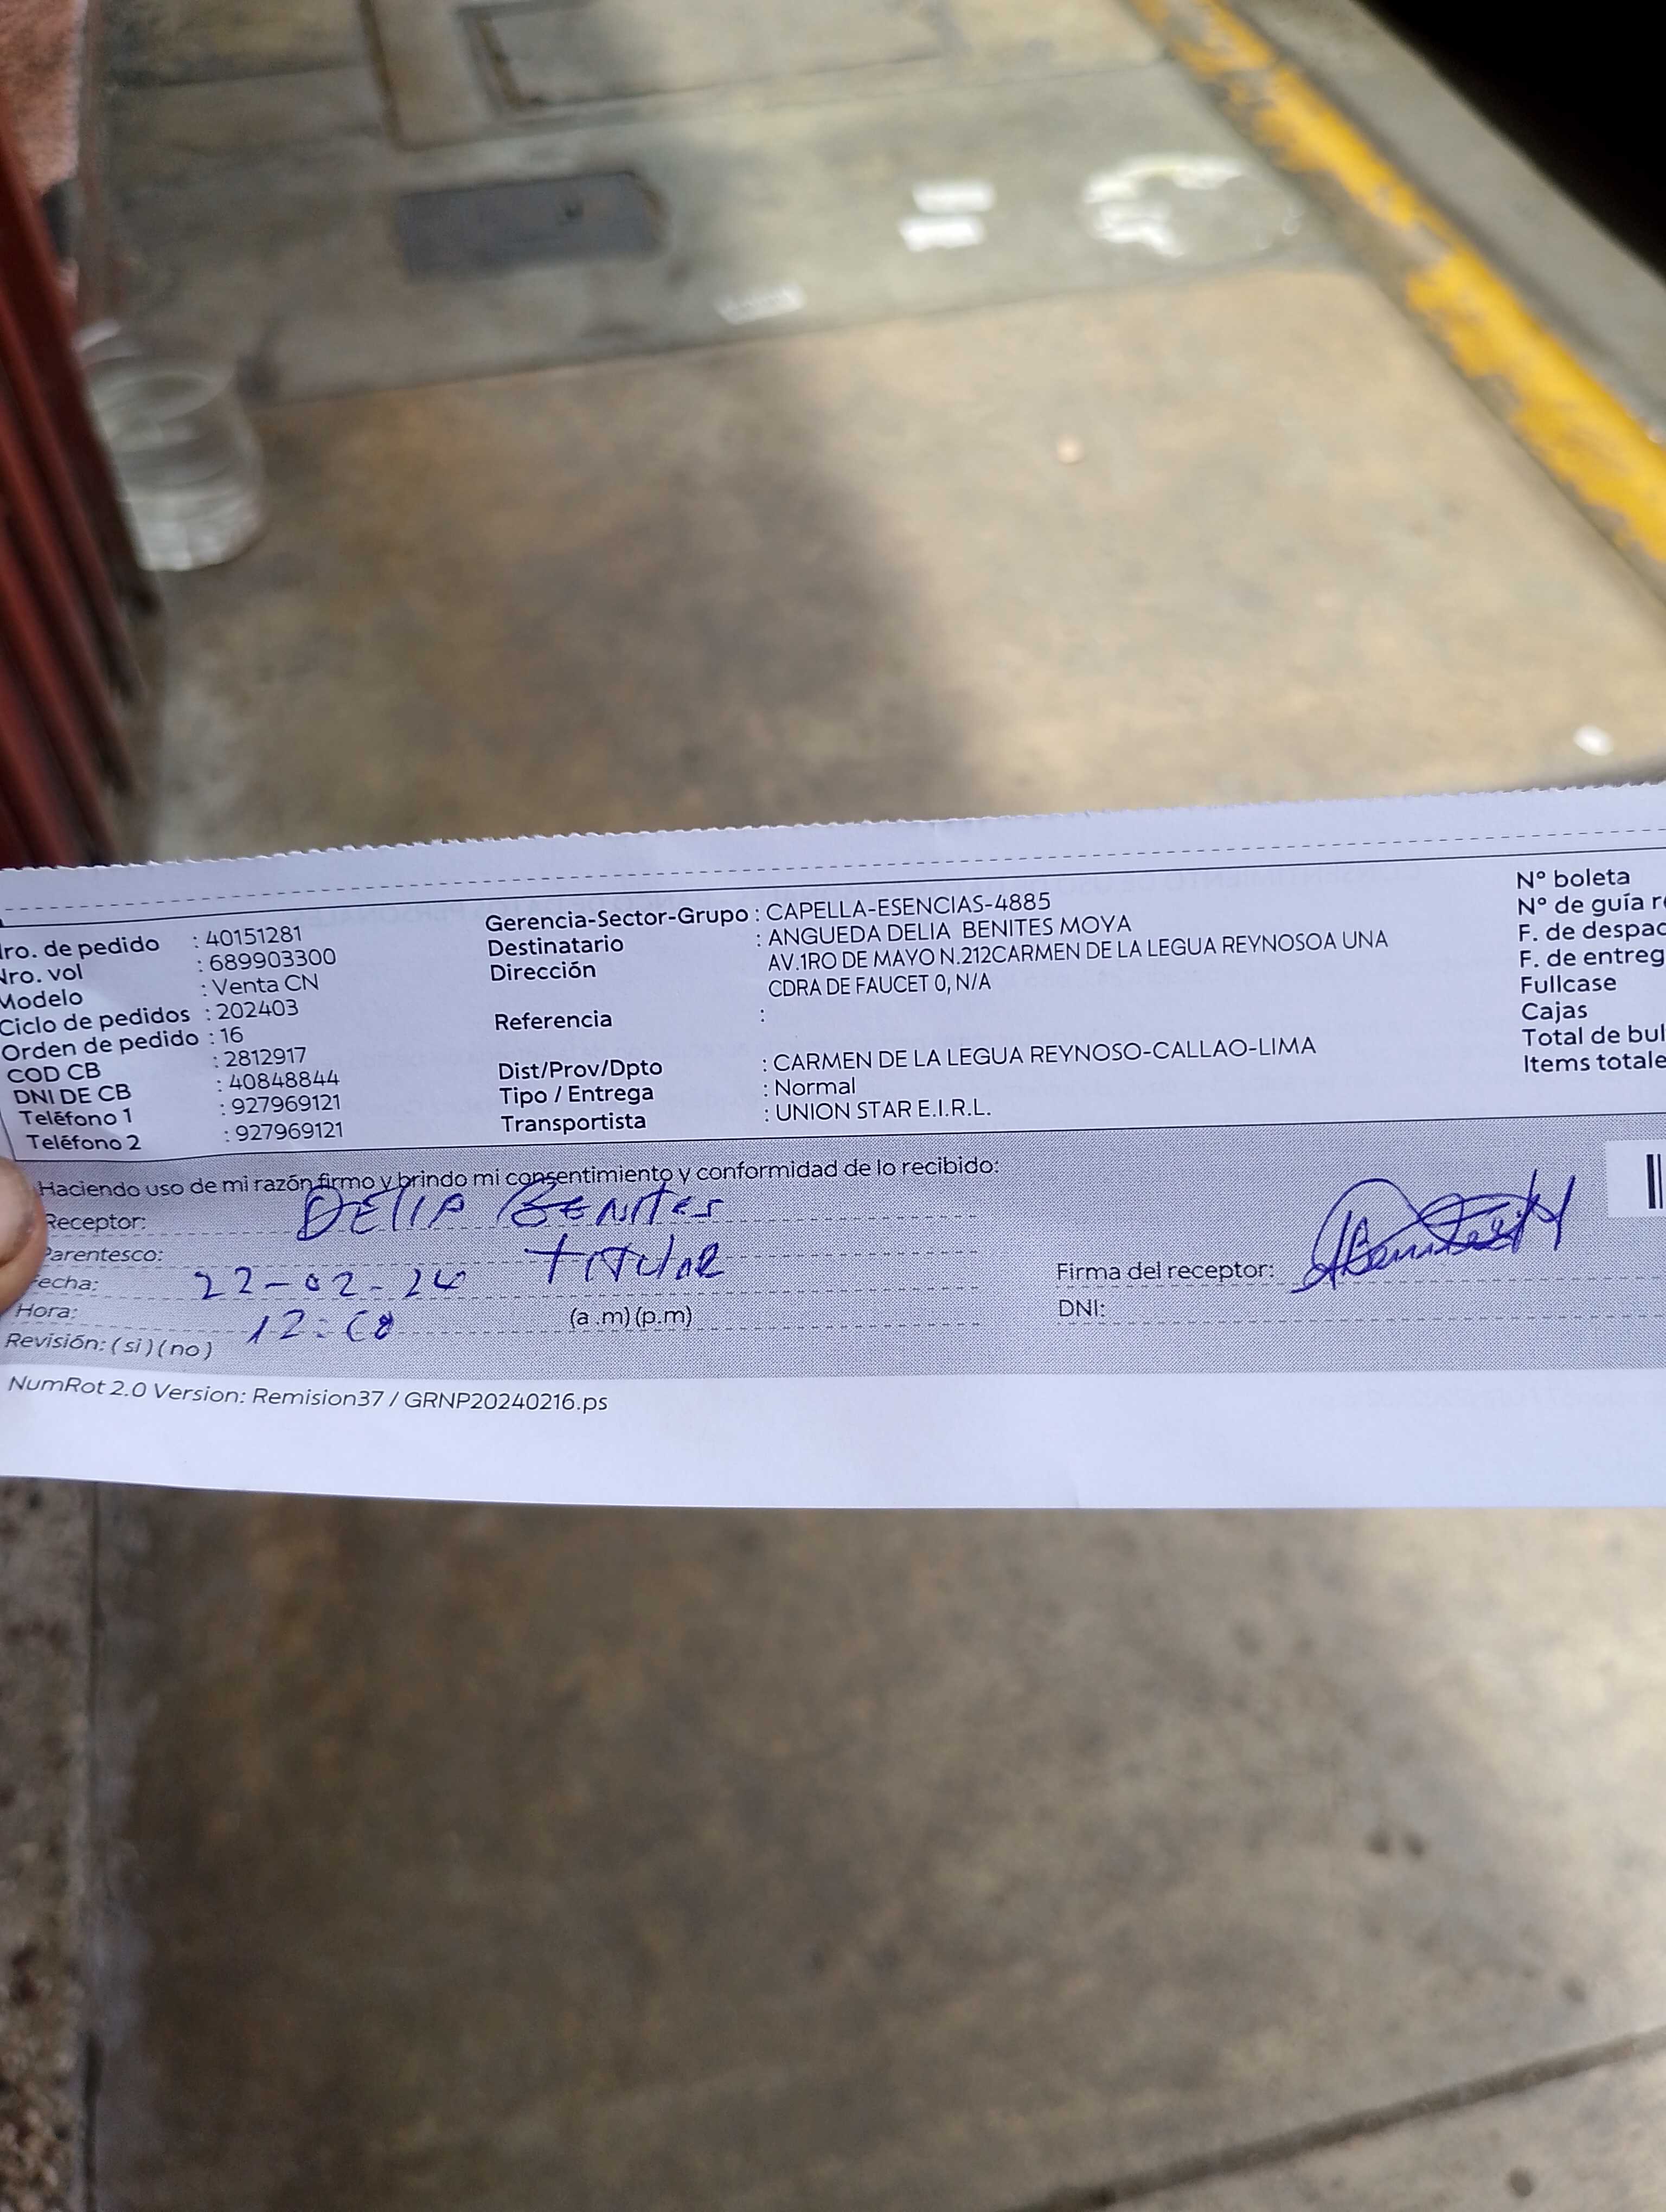 Nro. de pedido : 40151281
Nro. vol : 689903300
Modelo : Venta CN
Ciclo de pedidos : 202403
Orden de pedido : 16
COD CB : 2812917
DNI DE CB : 40848844
Teléfono 1 : 927969121
Teléfono 2 : 927969121
Gerencia-Sector-Grupo : CAPELLA-ESENCIAS-4885
Destinatario : ANGUEDA DELIA BENITES MOYA
Dirección AV.1RO DE MAYO N.212CARMEN DE LA LEGUA REYNOSOA UNA
CDRA DE FAUCET 0, N/A
Referencia :
Dist/Prov/Dpto : CARMEN DE LA LEGUA REYNOSO-CALLAO-LIMA
Tipo / Entrega : Normal
Transportista : UNION STAR E.I.R.L.
N° boleta
N° de guía r
F. de despac
F. de entreg
Fullcase
Cajas
Total de bul
Items totale
Haciendo uso de mi razón firmo y brindo mi consentimiento y conformidad de lo recibido:
Receptor: DELIA BENITES
Parentesco: TITULAR
Fecha: 22-02-24
Hora: (a.m)(p.m)
Revisión: (si)(no)
Firma del receptor:
DNI:
NumRot 2.0 Version: Remision37 / GRNP20240216.ps